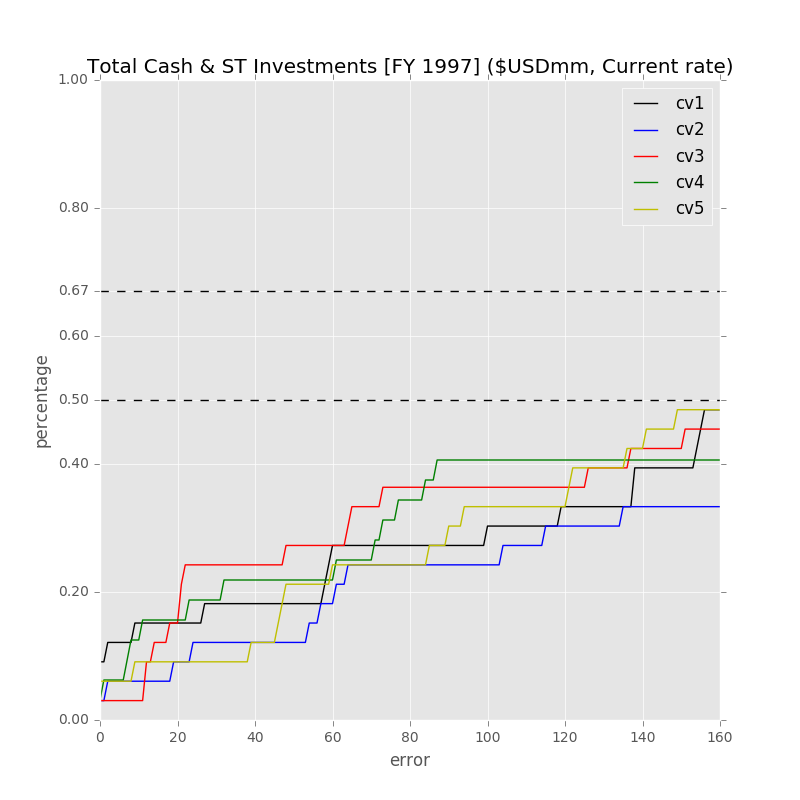 Total Cash & ST Investments [FY 1997] ($USDmm, Current rate)
1.00
0.80
0.67
0.60
0.50
0.40
0.20
0.00
percentage
cv1
cv2
cv3
cv4
cv5
0 20 40 60 80 100 120 140 160
error